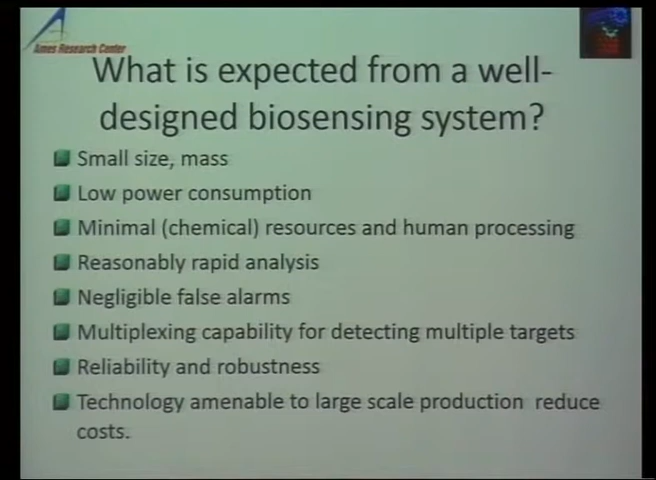 Ames Research Center
What is expected from a well-
designed biosensing system?
Small size, mass
Low power consumption
Minimal (chemical) resources and human processing
Reasonably rapid analysis
Negligible false alarms
Multiplexing capability for detecting multiple targets
Reliability and robustness
Technology amenable to large scale production reduce
costs.